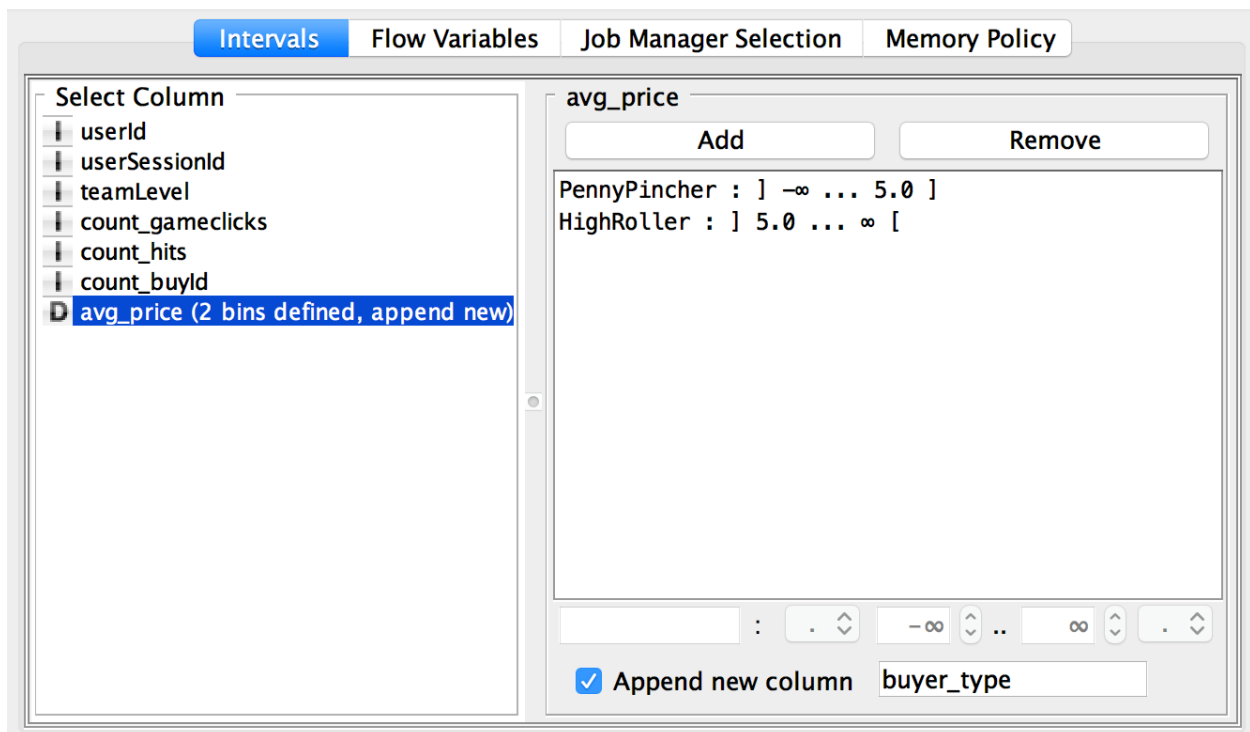 Intervals Flow Variables Job Manager Selection Memory Policy
Select Column
I userId
I userSessionId
I teamLevel
I count_gameclicks
I count_hits
I count_buyId
D avg_price (2 bins defined, append new)
avg_price
Add Remove
PennyPincher : ] −∞ ... 5.0 ]
HighRoller : ] 5.0 ... ∞ [
: . −∞ .. ∞ .
Append new column buyer_type